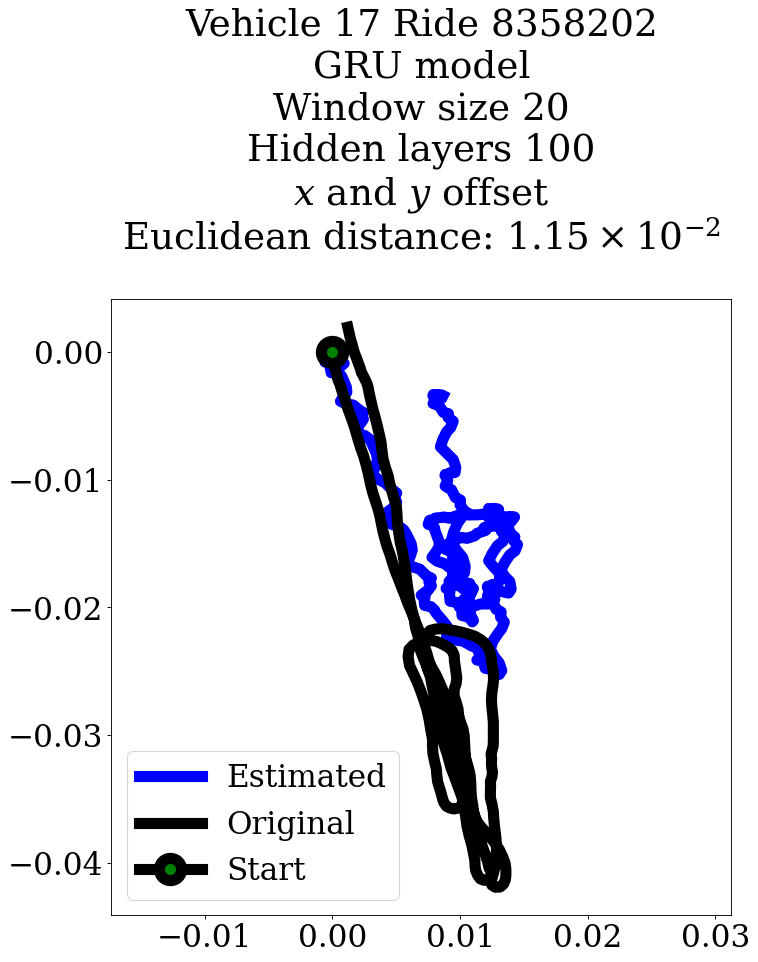 Vehicle 17 Ride 8358202
GRU model
Window size 20
Hidden layers 100
x and y offset
Euclidean distance: 1.15 × 10⁻²
0.00
−0.01
−0.02
−0.03
−0.04
Estimated
Original
Start
−0.01 0.00 0.01 0.02 0.03